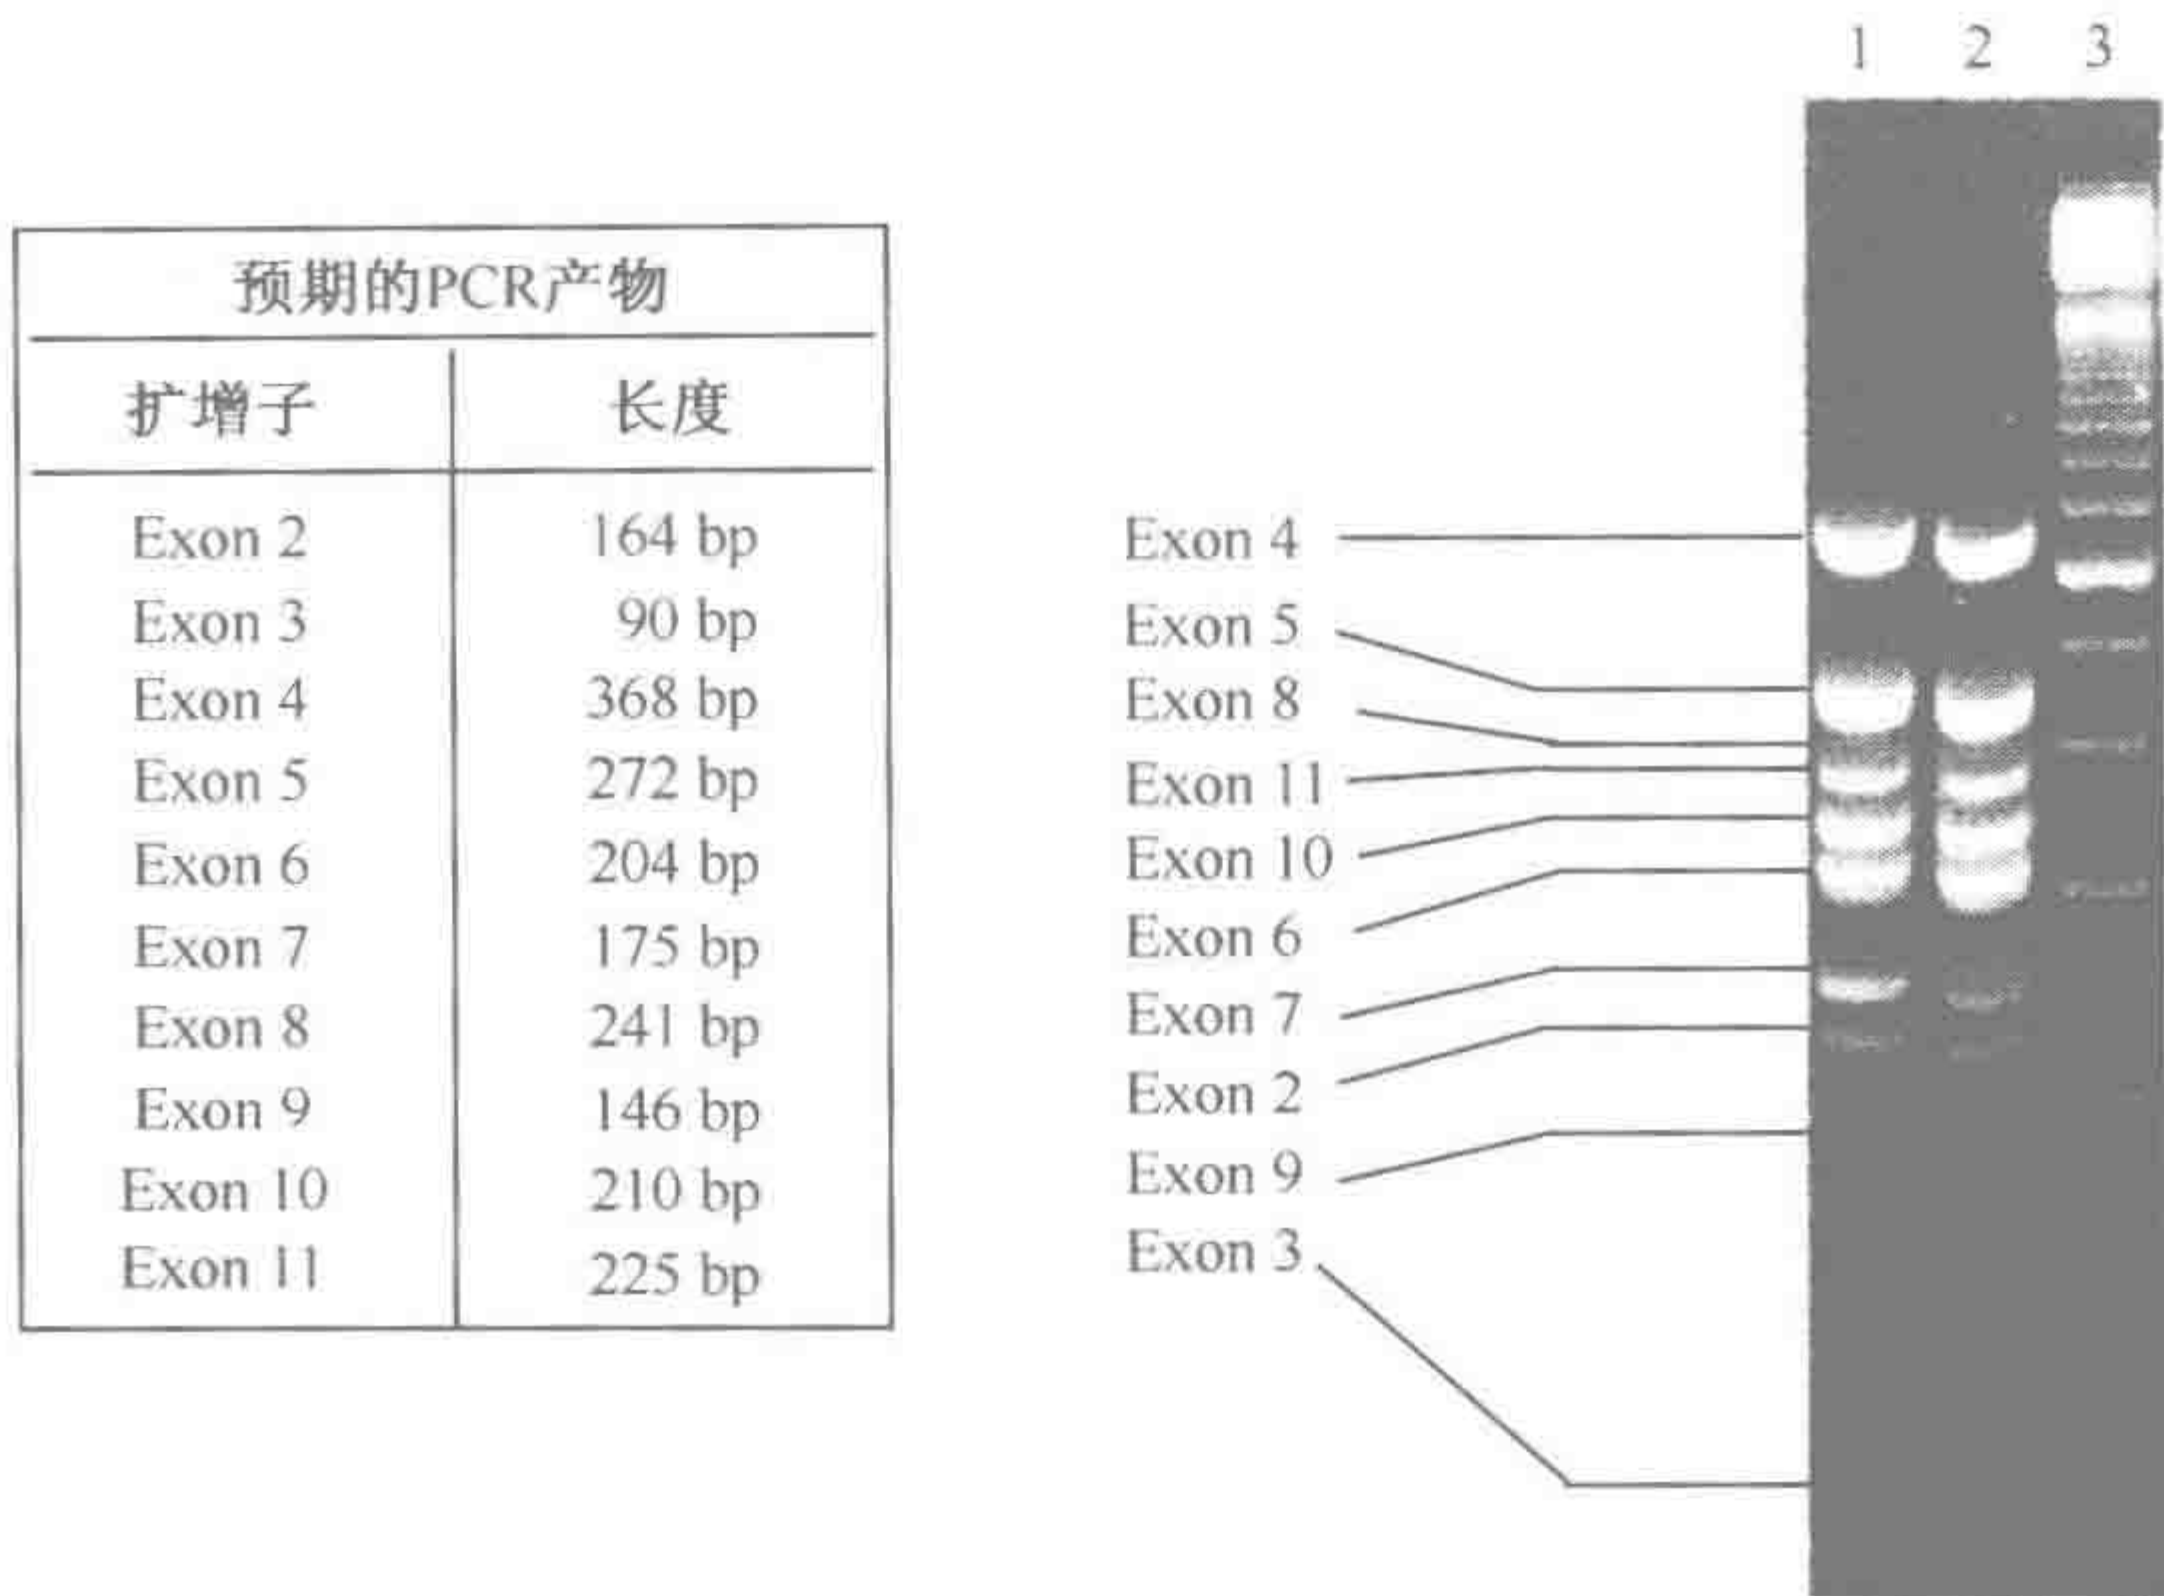 预期的PCR产物
扩增子 长度
Exon 2 164 bp
Exon 3 90 bp
Exon 4 368 bp
Exon 5 272 bp
Exon 6 204 bp
Exon 7 175 bp
Exon 8 241 bp
Exon 9 146 bp
Exon 10 210 bp
Exon 11 225 bp
1 2 3
Exon 4
Exon 5
Exon 8
Exon 11
Exon 10
Exon 6
Exon 7
Exon 2
Exon 9
Exon 3